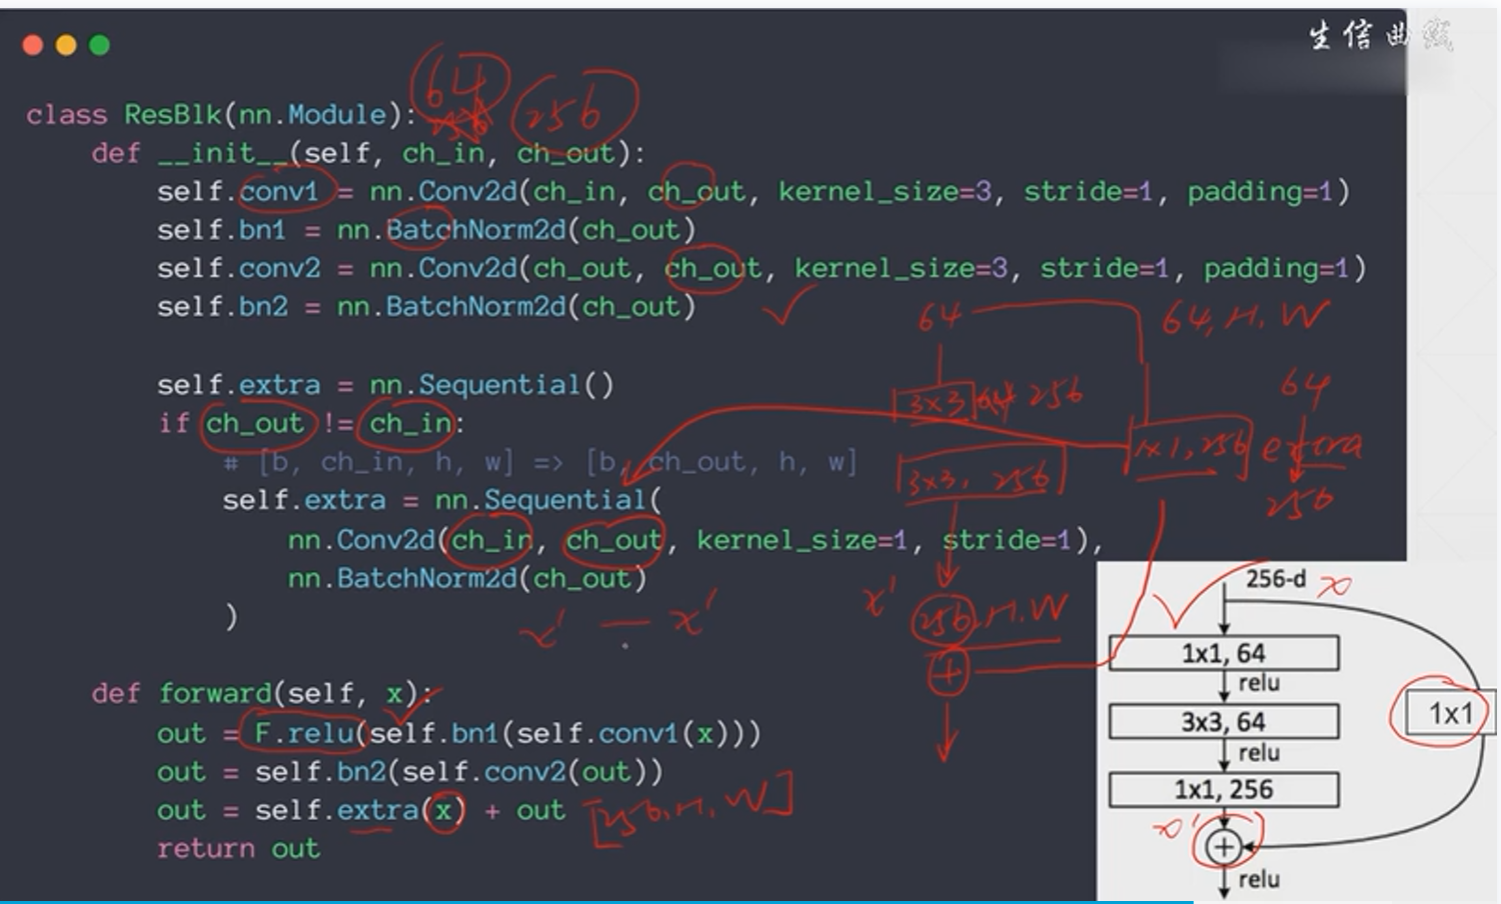 生信曲线
64
256
256
class ResBlk(nn.Module):
def __init__(self, ch_in, ch_out):
self.conv1 = nn.Conv2d(ch_in, ch_out, kernel_size=3, stride=1, padding=1)
self.bn1 = nn.BatchNorm2d(ch_out)
self.conv2 = nn.Conv2d(ch_out, ch_out, kernel_size=3, stride=1, padding=1)
self.bn2 = nn.BatchNorm2d(ch_out)
64
64, H, W
self.extra = nn.Sequential()
64
3x3 64 256
if ch_out != ch_in:
1x1, 256 extra
# [b, ch_in, h, w] => [b, ch_out, h, w]
3x3, 256
256
self.extra = nn.Sequential(
nn.Conv2d(ch_in, ch_out, kernel_size=1, stride=1),
nn.BatchNorm2d(ch_out)
)
x' — x'
x' 256, H, W
+
def forward(self, x):
out = F.relu(self.bn1(self.conv1(x)))
out = self.bn2(self.conv2(out))
out = self.extra(x) + out [256, H, W]
return out
256-d x
1x1, 64
relu
3x3, 64
1x1
relu
1x1, 256
x'
+
relu